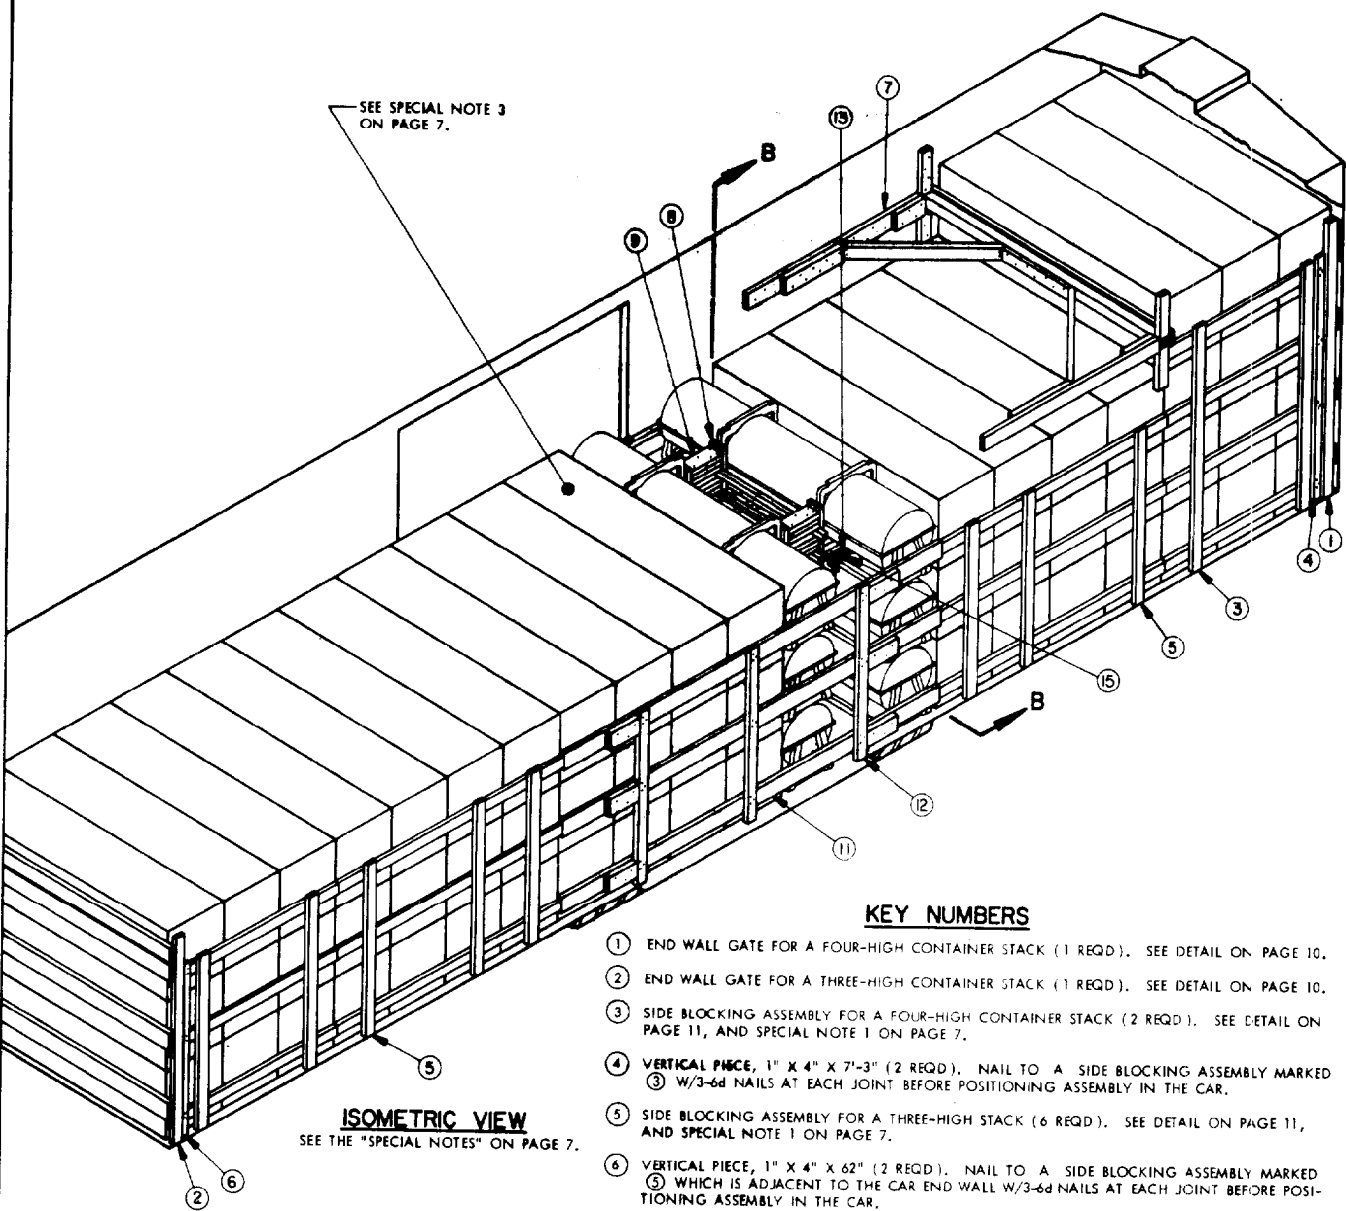 SEE SPECIAL NOTE 3
ON PAGE 7.
7
13
B
8
9
4
1
3
5
15
B
12
11
5
6
2
ISOMETRIC VIEW
SEE THE "SPECIAL NOTES" ON PAGE 7.
KEY NUMBERS
1 END WALL GATE FOR A FOUR-HIGH CONTAINER STACK (1 REQD). SEE DETAIL ON PAGE 10.
2 END WALL GATE FOR A THREE-HIGH CONTAINER STACK (1 REQD). SEE DETAIL ON PAGE 10.
3 SIDE BLOCKING ASSEMBLY FOR A FOUR-HIGH CONTAINER STACK (2 REQD). SEE DETAIL ON
PAGE 11, AND SPECIAL NOTE 1 ON PAGE 7.
4 VERTICAL PIECE, 1" X 4" X 7'-3" (2 REQD). NAIL TO A SIDE BLOCKING ASSEMBLY MARKED
3 W/3-6d NAILS AT EACH JOINT BEFORE POSITIONING ASSEMBLY IN THE CAR.
5 SIDE BLOCKING ASSEMBLY FOR A THREE-HIGH STACK (6 REQD). SEE DETAIL ON PAGE 11,
AND SPECIAL NOTE 1 ON PAGE 7.
6 VERTICAL PIECE, 1" X 4" X 62" (2 REQD). NAIL TO A SIDE BLOCKING ASSEMBLY MARKED
5 WHICH IS ADJACENT TO THE CAR END WALL W/3-6d NAILS AT EACH JOINT BEFORE POSI-
TIONING ASSEMBLY IN THE CAR.